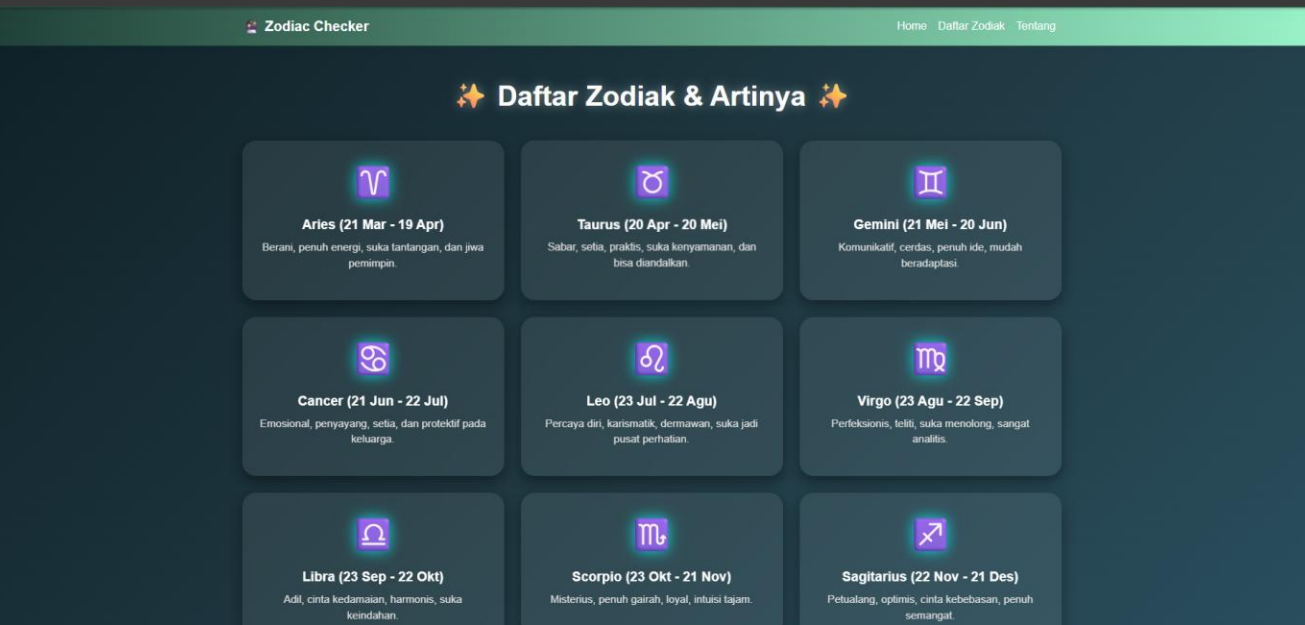 Zodiac Checker
Home Daftar Zodiak Tentang
✨ Daftar Zodiak & Artinya ✨
♈
Aries (21 Mar - 19 Apr)
Berani, penuh energi, suka tantangan, dan jiwa
pemimpin.
♉
Taurus (20 Apr - 20 Mei)
Sabar, setia, praktis, suka kenyamanan, dan
bisa diandalkan.
♊
Gemini (21 Mei - 20 Jun)
Komunikatif, cerdas, penuh ide, mudah
beradaptasi.
♋
Cancer (21 Jun - 22 Jul)
Emosional, penyayang, setia, dan protektif pada
keluarga.
♌
Leo (23 Jul - 22 Agu)
Percaya diri, karismatik, dermawan, suka jadi
pusat perhatian.
♍
Virgo (23 Agu - 22 Sep)
Perfeksionis, teliti, suka menolong, sangat
analitis.
♎
Libra (23 Sep - 22 Okt)
Adil, cinta kedamaian, harmonis, suka
keindahan.
♏
Scorpio (23 Okt - 21 Nov)
Misterius, penuh gairah, loyal, intuisi tajam.
♐
Sagitarius (22 Nov - 21 Des)
Petualang, optimis, cinta kebebasan, penuh
semangat.